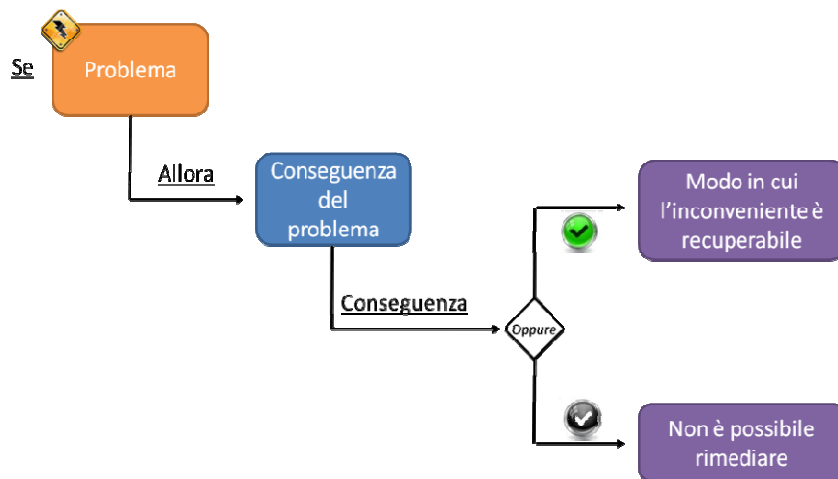 Se
Problema
Allora
Conseguenza
del
problema
Modo in cui
l'inconveniente è
recuperabile
Conseguenza
Oppure
Non è possibile
rimediare